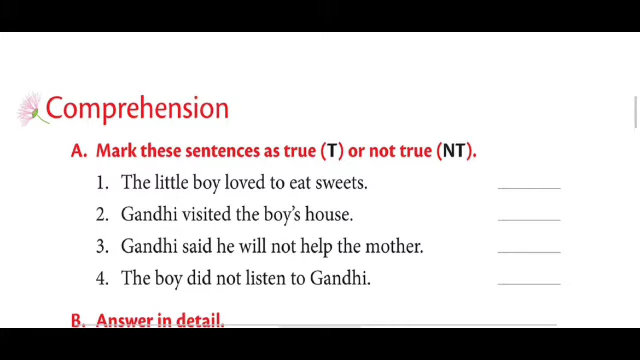 Comprehension
A. Mark these sentences as true (T) or not true (NT).
1. The little boy loved to eat sweets.
2. Gandhi visited the boy's house.
3. Gandhi said he will not help the mother.
4. The boy did not listen to Gandhi.
B. Answer in detail.